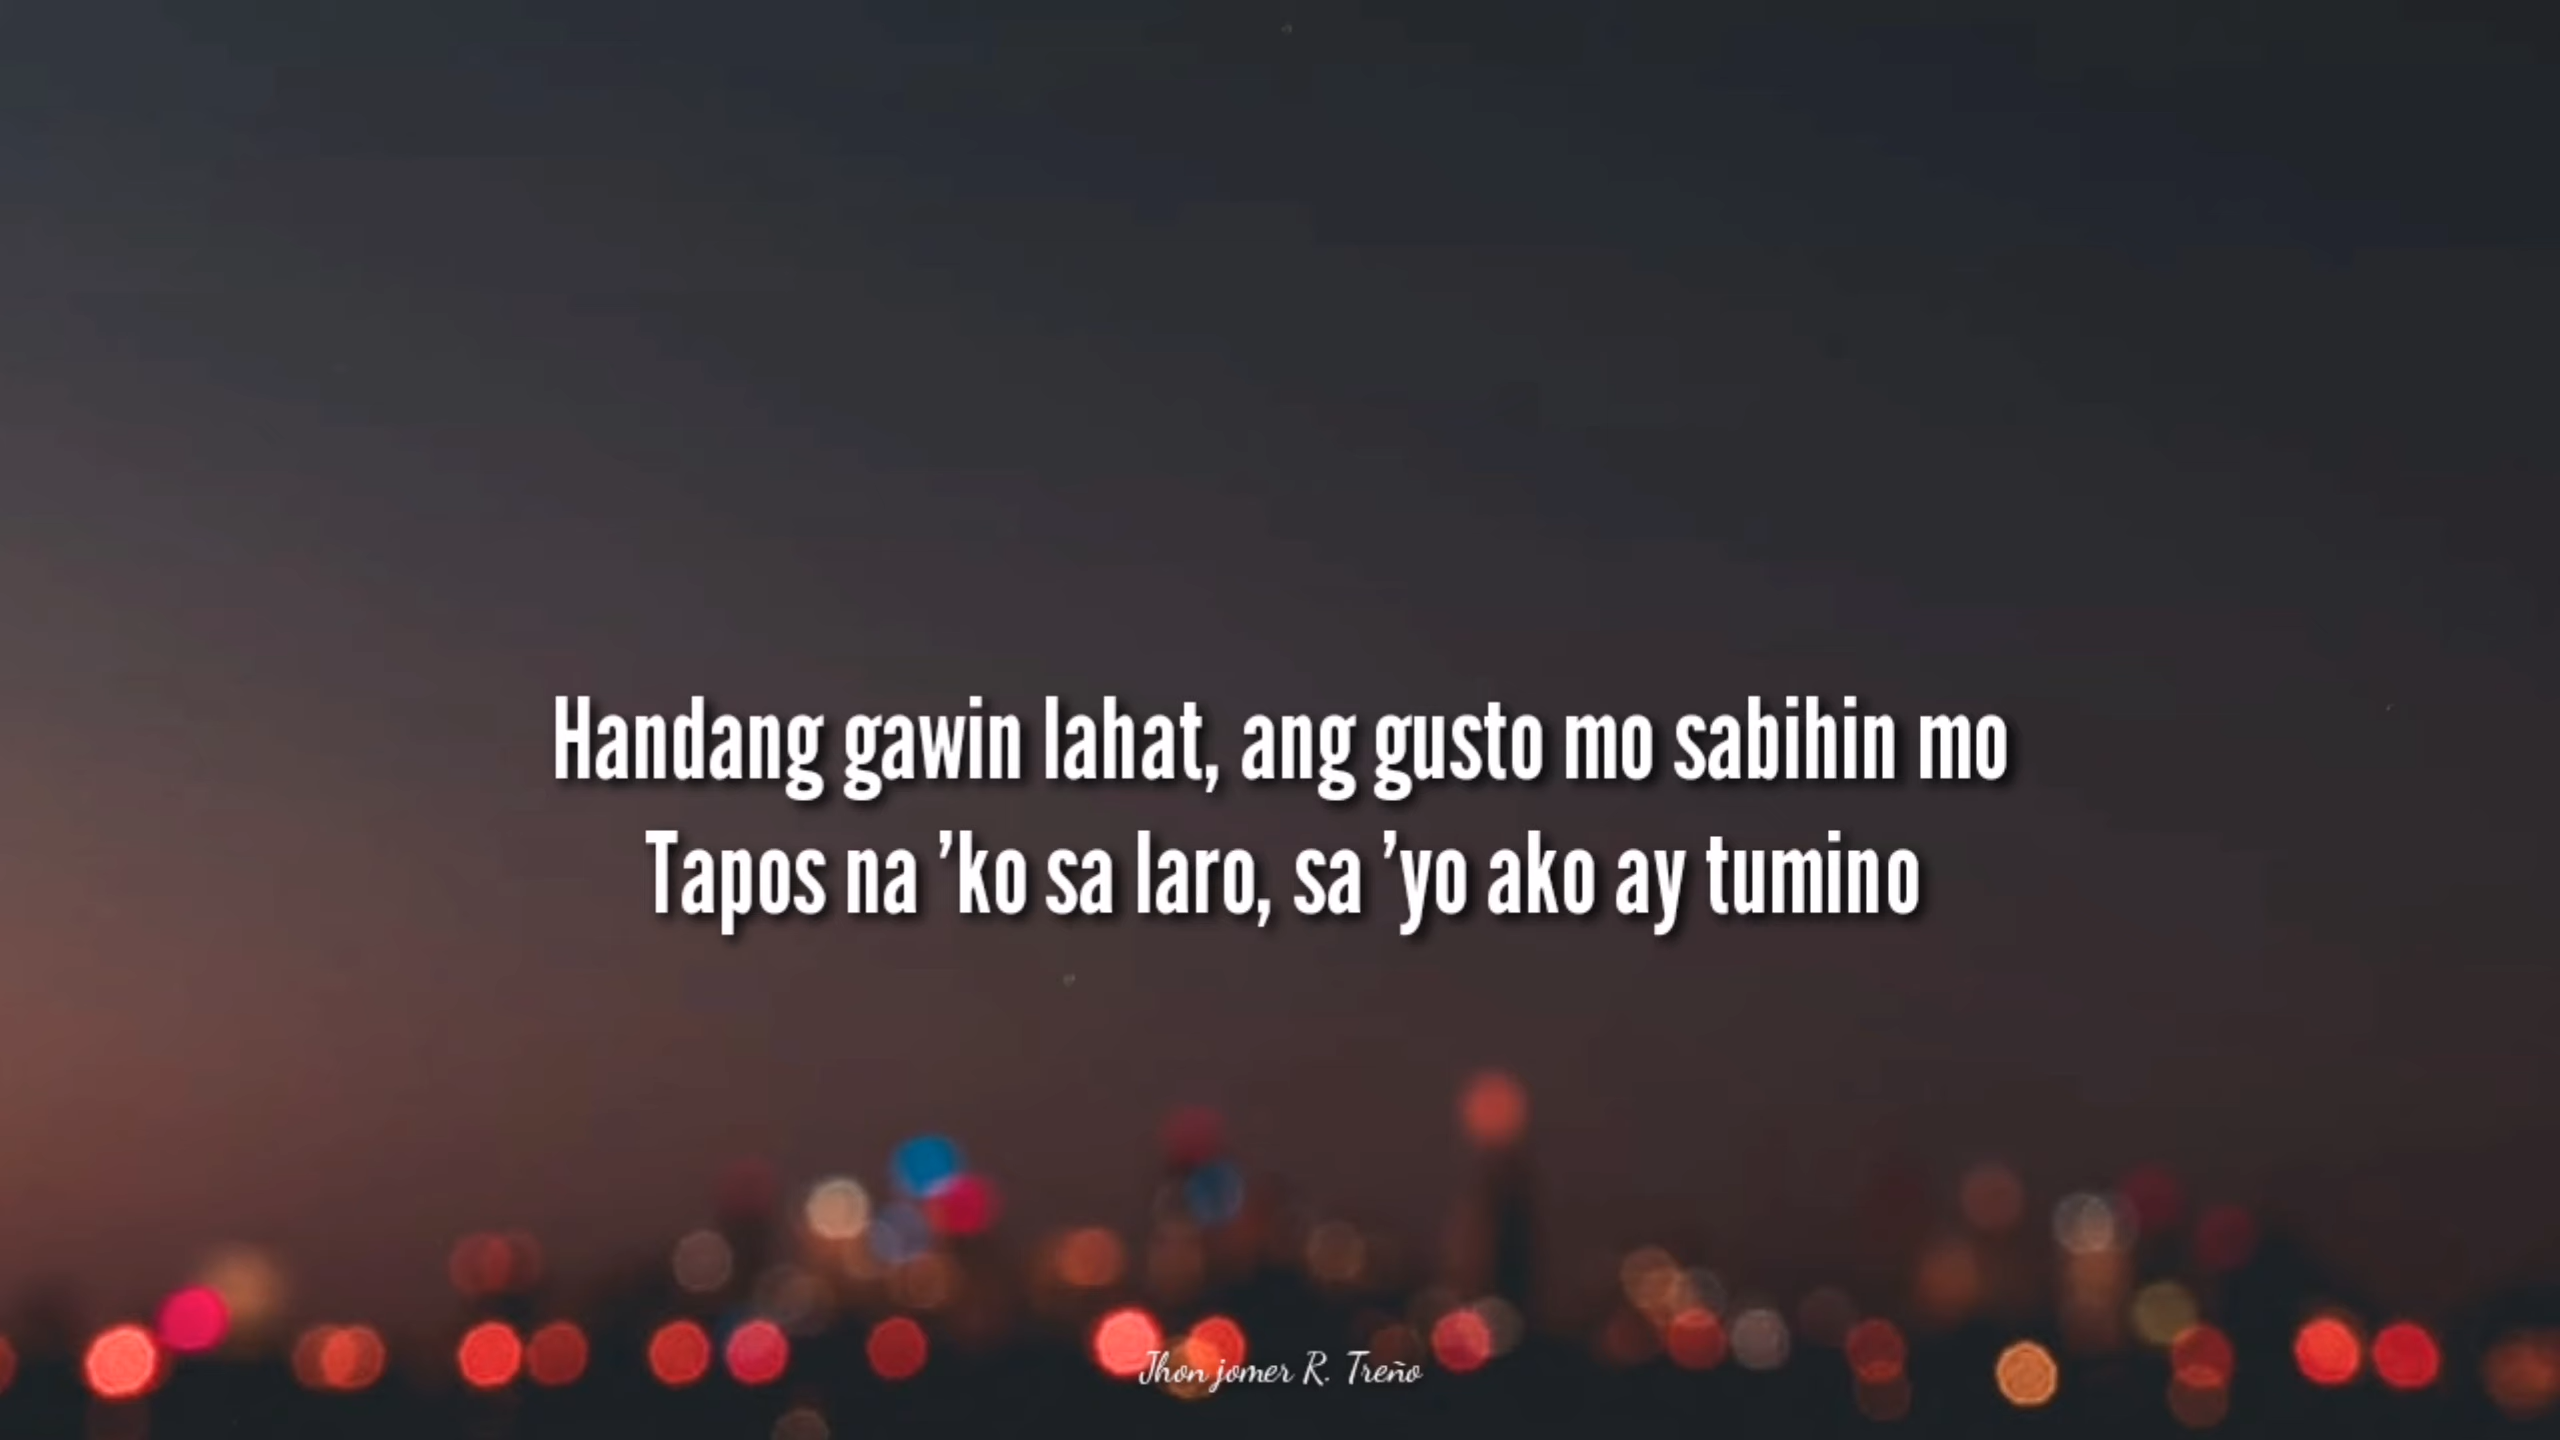 Handang gawin lahat, ang gusto mo sabihin mo
Tapos na ’ko sa laro, sa ’yo ako ay tumino
Jhon jomer R. Treño